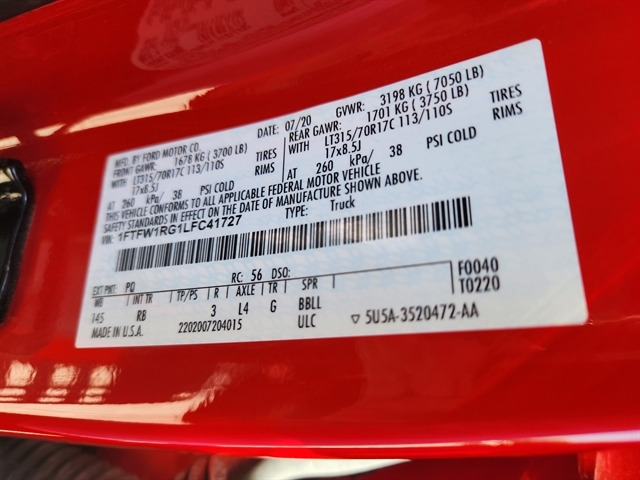 MFD. BY FORD MOTOR CO. DATE: 07/20 GVWR: 3198 KG ( 7050 LB)
FRONT GAWR: 1678 KG ( 3700 LB) REAR GAWR: 1701 KG ( 3750 LB)
WITH LT315/70R17C 113/110S TIRES WITH LT315/70R17C 113/110S TIRES
17x8.5J RIMS 17x8.5J RIMS
AT 260 kPa/ 38 PSI COLD AT 260 kPa/ 38 PSI COLD
THIS VEHICLE CONFORMS TO ALL APPLICABLE FEDERAL MOTOR VEHICLE
SAFETY STANDARDS IN EFFECT ON THE DATE OF MANUFACTURE SHOWN ABOVE.
VIN: 1FTFW1RG1LFC41727 TYPE: Truck
EXT PNT: PQ RC: 56 DSO: F0040
WB INT TR TP/PS R AXLE TR SPR T0220
145 RB 3 L4 G BBLL
MADE IN U.S.A. 2202007204015 ULC ▽ 5U5A-3520472-AA